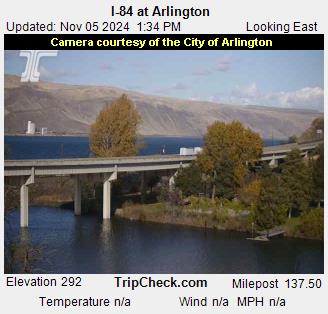 I-84 at Arlington
Updated: Nov 05 2024 1:34 PM Looking East
Camera courtesy of the City of Arlington
Elevation 292 TripCheck.com Milepost 137.50
Temperature n/a Wind n/a MPH n/a